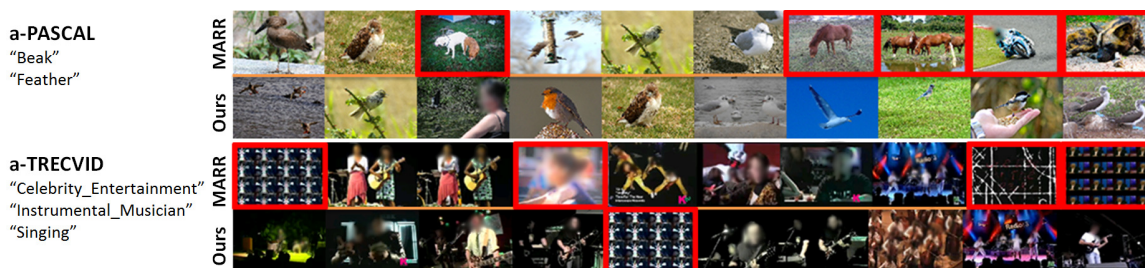 a-PASCAL
"Beak"
"Feather"
MARR
Ours
a-TRECVID
"Celebrity_Entertainment"
"Instrumental_Musician"
"Singing"
MARR
Ours